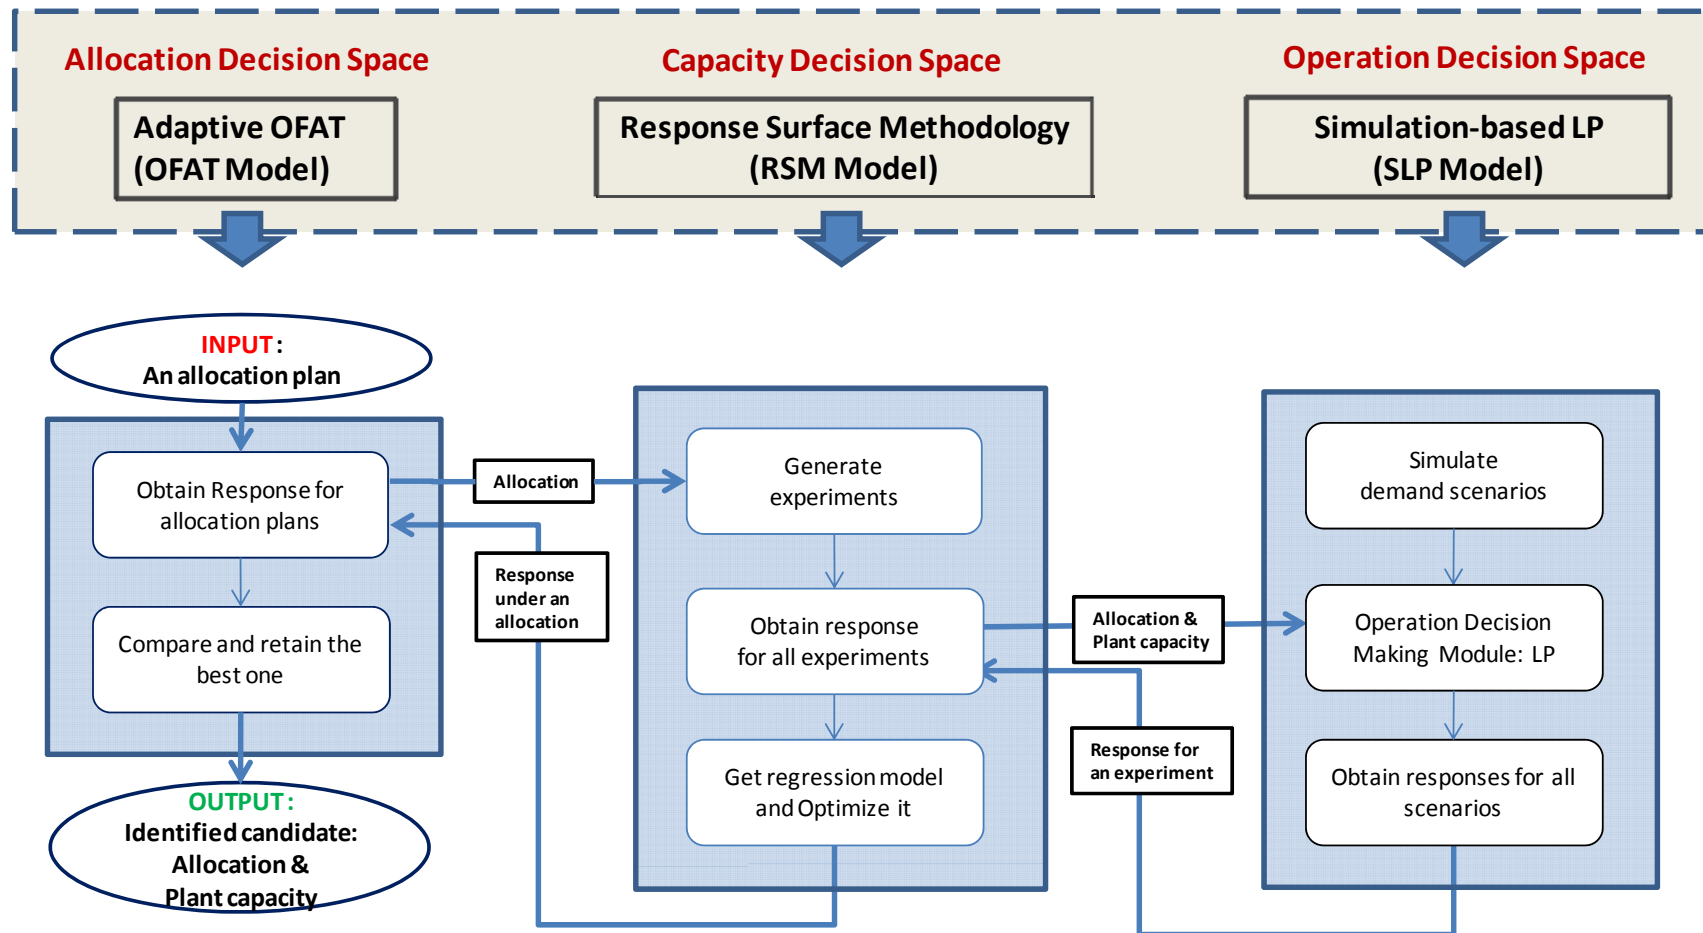 Allocation Decision Space
Adaptive OFAT
(OFAT Model)
Capacity Decision Space
Response Surface Methodology
(RSM Model)
Operation Decision Space
Simulation-based LP
(SLP Model)
INPUT :
An allocation plan
Obtain Response for
allocation plans
Compare and retain the
best one
OUTPUT :
Identified candidate:
Allocation &
Plant capacity
Allocation
Response
under an
allocation
Generate
experiments
Obtain response
for all experiments
Get regression model
and Optimize it
Allocation &
Plant capacity
Response for
an experiment
Simulate
demand scenarios
Operation Decision
Making Module: LP
Obtain responses for all
scenarios